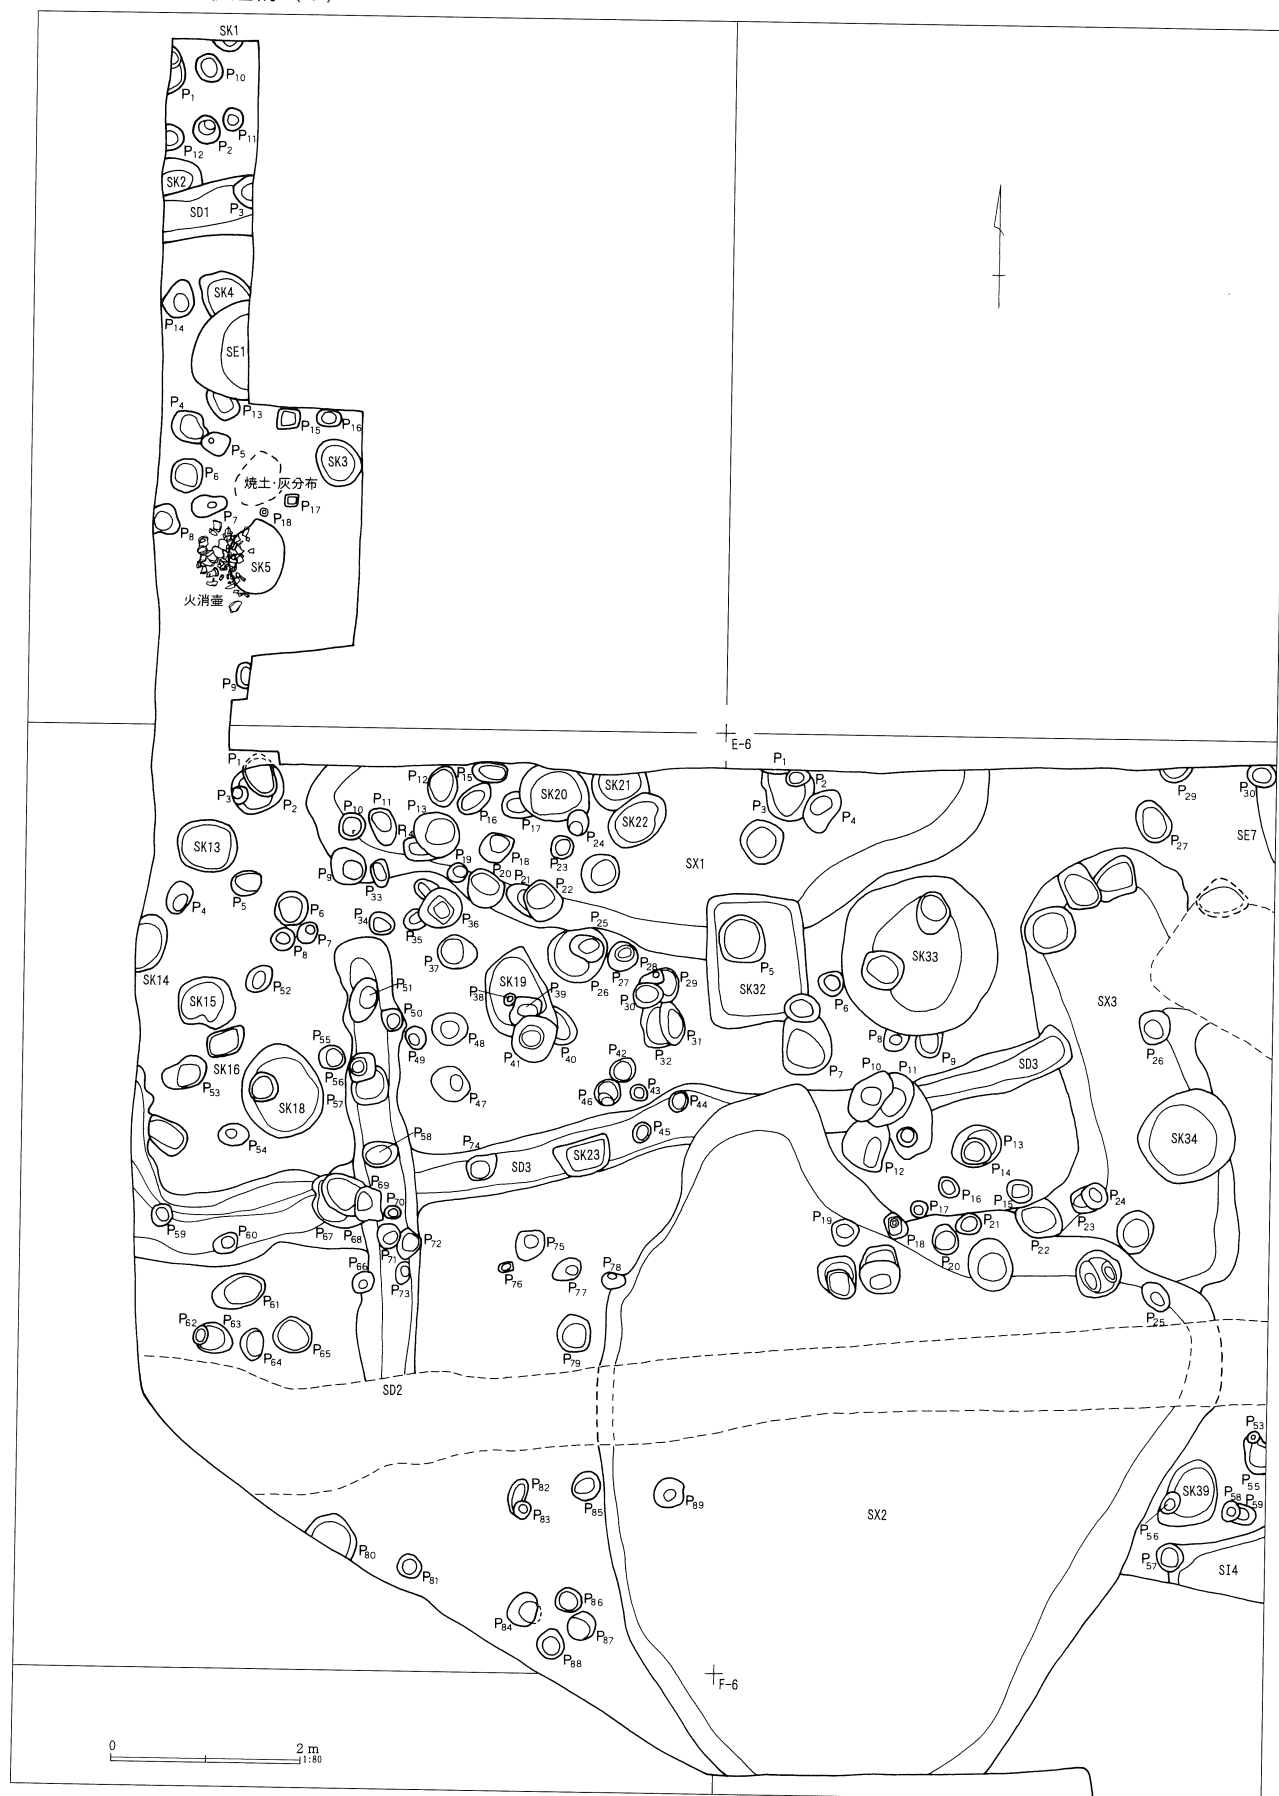 SK1
P10
P1
P11
P12
P2
SK2
SD1
P3
SK4
P14
SE1
P4
P13
P15
P16
P5
SK3
P6
焼土・灰分布
P17
P7
P18
P8
SK5
火消壷
P9
E-6
P1
P3
P2
P12
P15
SK20
SK21
P1
P2
P3
P4
P29
P30
P10
P11
P13
P16
P17
SK22
P24
P27
SE7
SK13
P14
P18
P23
SX1
P9
P33
P19
P20
P21
P22
P4
P5
P6
P34
P35
P36
P25
P7
P8
P37
SK14
P52
P51
SK19
P38
P39
P26
P27
P28
P29
P30
P5
SK32
SK33
P6
SX3
SK15
P50
P49
P48
P41
P40
P31
P32
P7
P8
P9
P26
SK16
P55
P56
P42
SD3
P53
SK18
P57
P47
P46
P43
P44
P10
P11
P54
P58
P74
SD3
SK23
P45
P12
P13
P14
SK34
P69
P70
P16
P15
P24
P59
P60
P67
P68
P71
P72
P75
P19
P17
P18
P21
P20
P22
P23
P66
P73
P76
P77
P78
P61
P25
P62
P63
P64
P65
P79
SD2
P53
P82
P83
P85
P89
SX2
SK39
P55
P58
P59
P56
P57
SI4
P80
P81
P84
P86
P87
P88
F-6
0
2 m
1:80